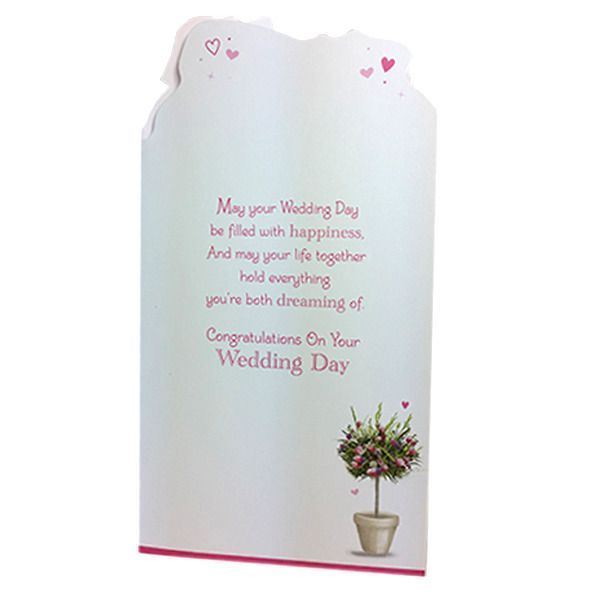 May your Wedding Day
be filled with happiness,
And may your life together
hold everything
you're both dreaming of.
Congratulations On Your
Wedding Day